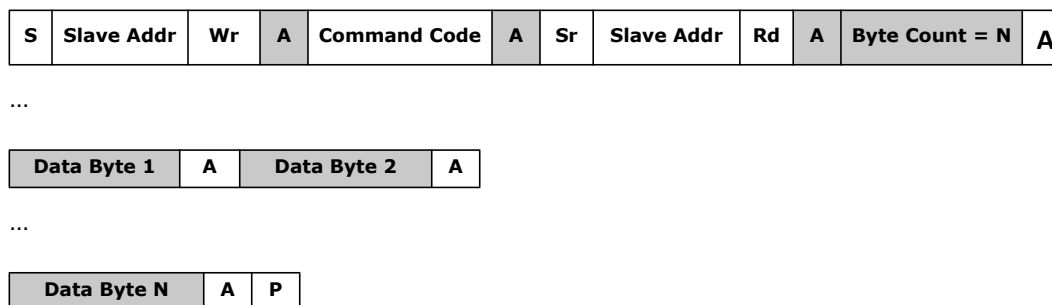 S Slave Addr Wr A Command Code A Sr Slave Addr Rd A Byte Count = N A
...
Data Byte 1 A Data Byte 2 A
...
Data Byte N A P